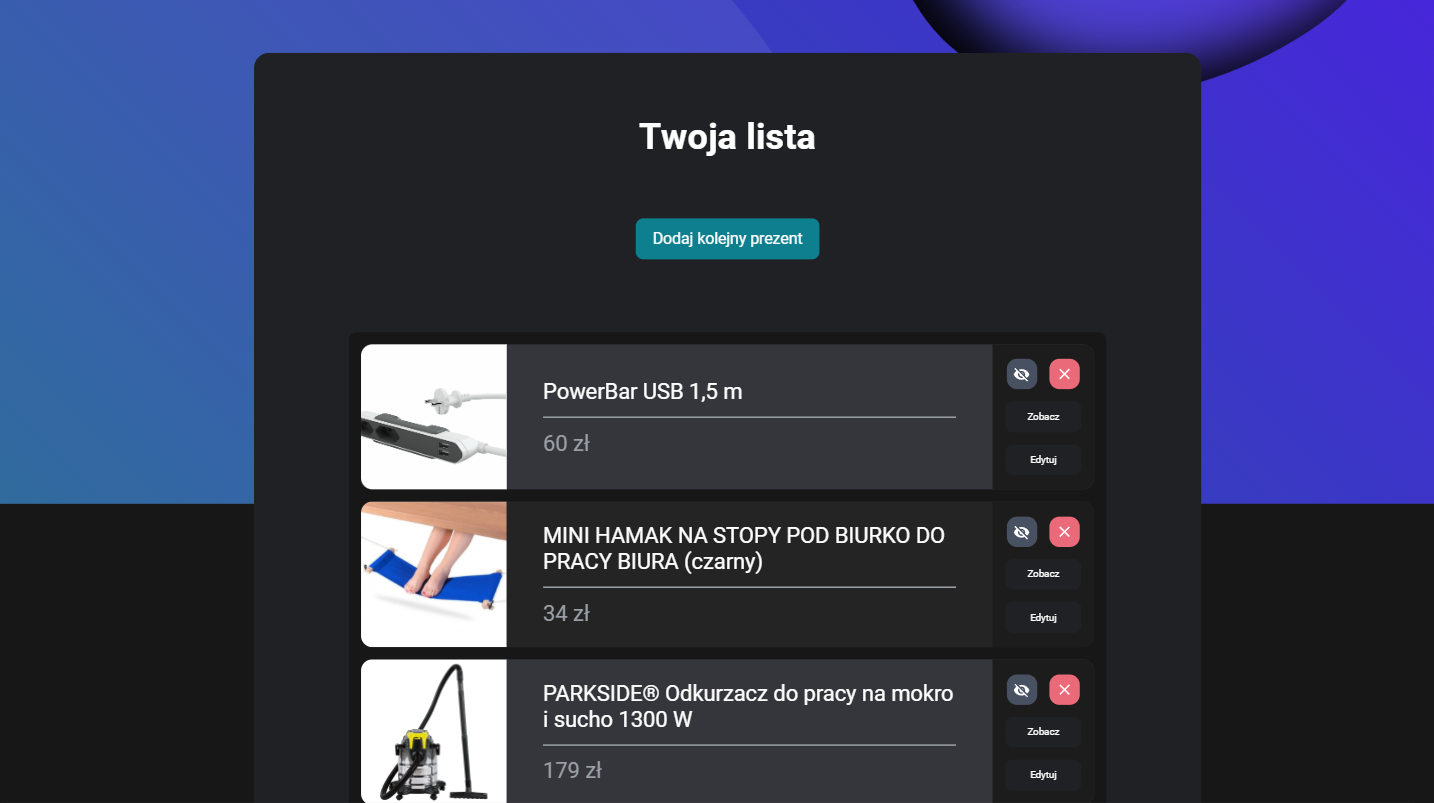 Twoja lista
Dodaj kolejny prezent
PowerBar USB 1,5 m
60 zł
Zobacz
Edytuj
MINI HAMAK NA STOPY POD BIURKO DO
PRACY BIURA (czarny)
34 zł
Zobacz
Edytuj
PARKSIDE® Odkurzacz do pracy na mokro
i sucho 1300 W
179 zł
Zobacz
Edytuj